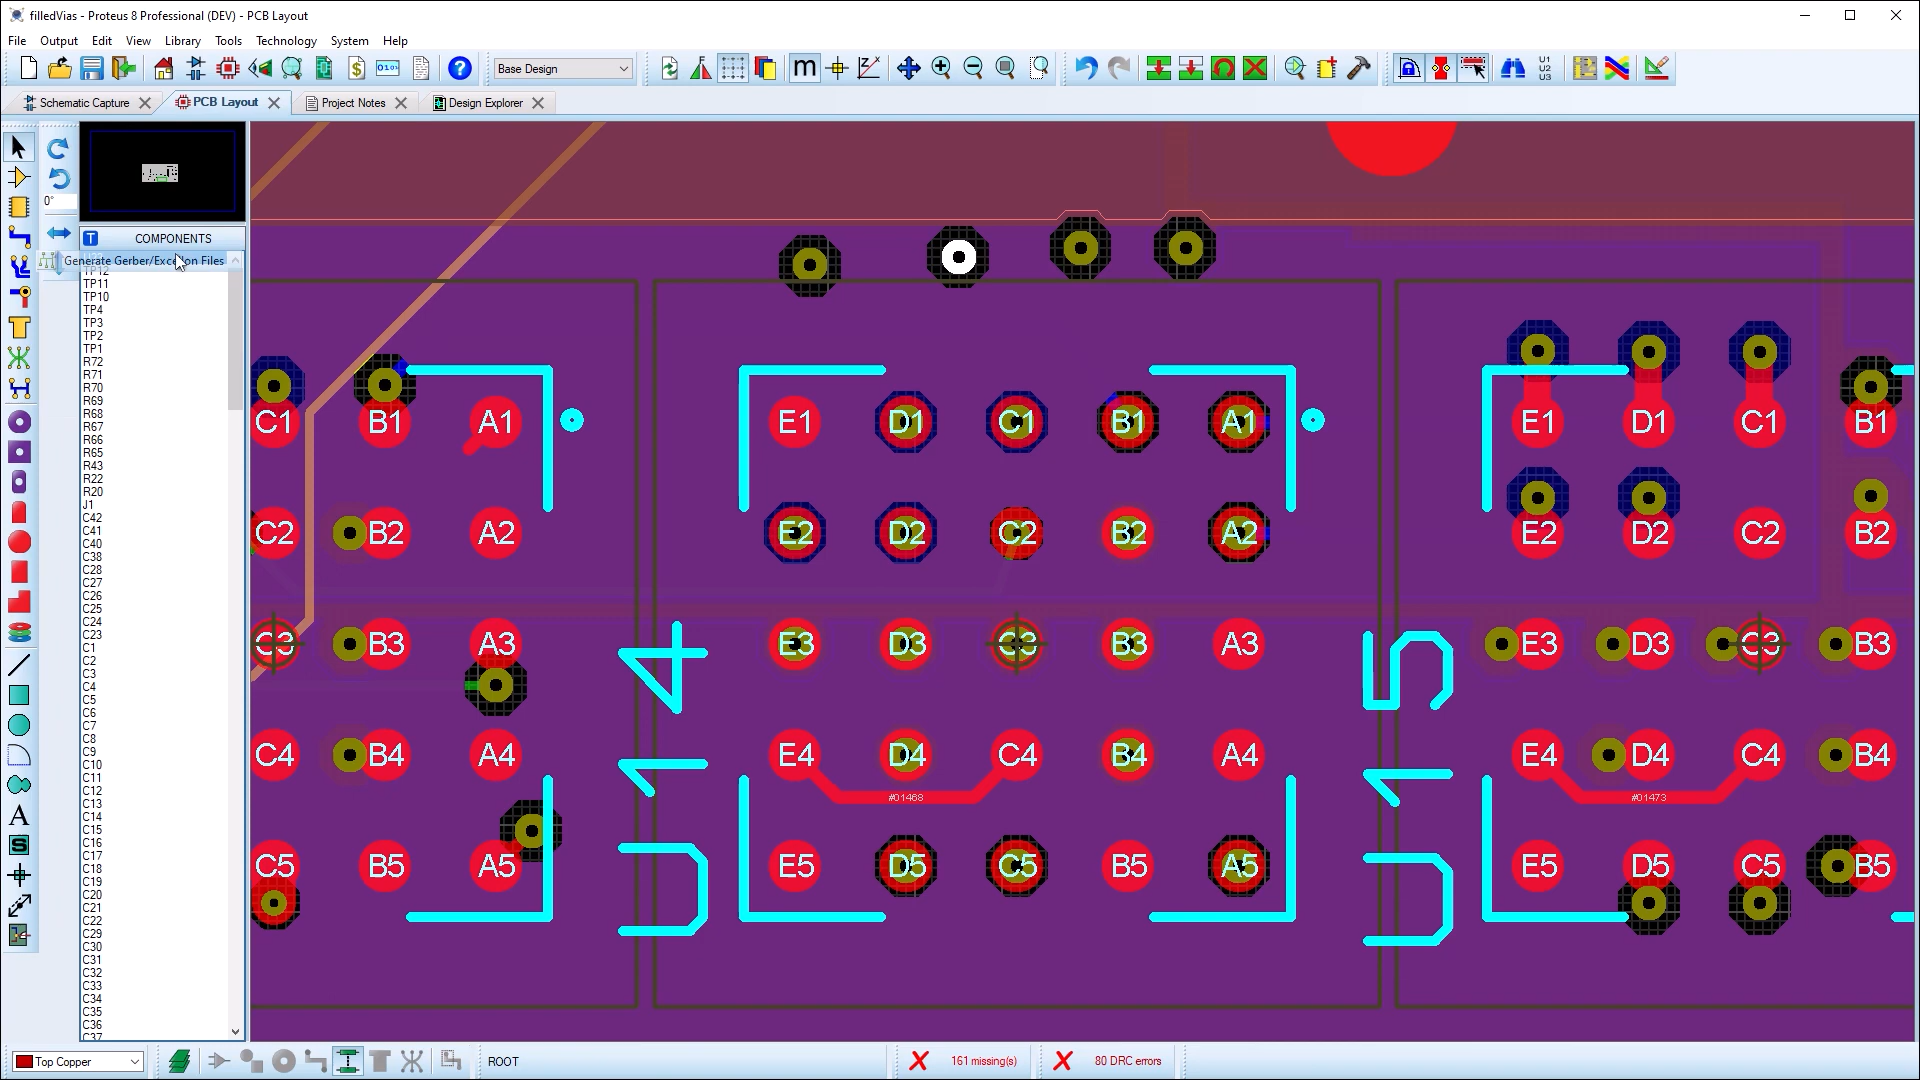 filledVias - Proteus 8 Professional (DEV) - PCB Layout
File Output Edit View Library Tools Technology System Help
Base Design
Schematic Capture PCB Layout Project Notes Design Explorer
0°
COMPONENTS
Generate Gerber/Excellon Files
TP12
TP11
TP10
TP4
TP3
TP2
TP1
R72
R71
R70
R69
R68
R67
R66
R65
R43
R22
R20
J1
C42
C41
C40
C38
C28
C27
C26
C25
C24
C23
C1
C2
C3
C4
C5
C6
C7
C8
C9
C10
C11
C12
C13
C14
C15
C16
C17
C18
C19
C20
C21
C22
C29
C30
C31
C32
C33
C34
C35
C36
C37
C1 B1 A1 E1 D1 C1 B1 A1 E1 D1 C1 B1
C2 B2 A2 E2 D2 C2 B2 A2 E2 D2 C2 B2
C3 B3 A3 E3 D3 C3 B3 A3 E3 D3 C3 B3
C4 B4 A4 E4 D4 C4 B4 A4 E4 D4 C4 B4
#01468 #01473
C5 B5 A5 E5 D5 C5 B5 A5 E5 D5 C5 B5
U14
U15
Top Copper ROOT 161 missing(s) 80 DRC errors